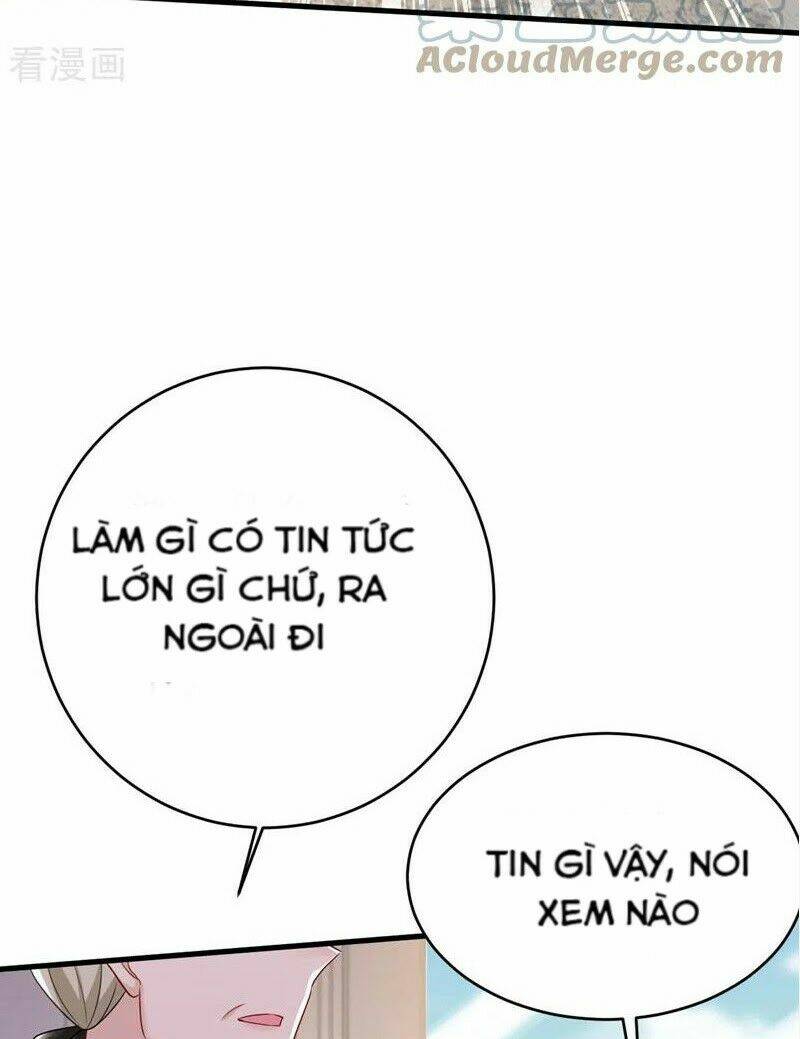 看漫画
AcloudMerge.com
LÀM GÌ CÓ TIN TỨC
LỚN GÌ CHỨ, RA
NGOÀI ĐI
TIN GÌ VẬY, NÓI
XEM NÀO